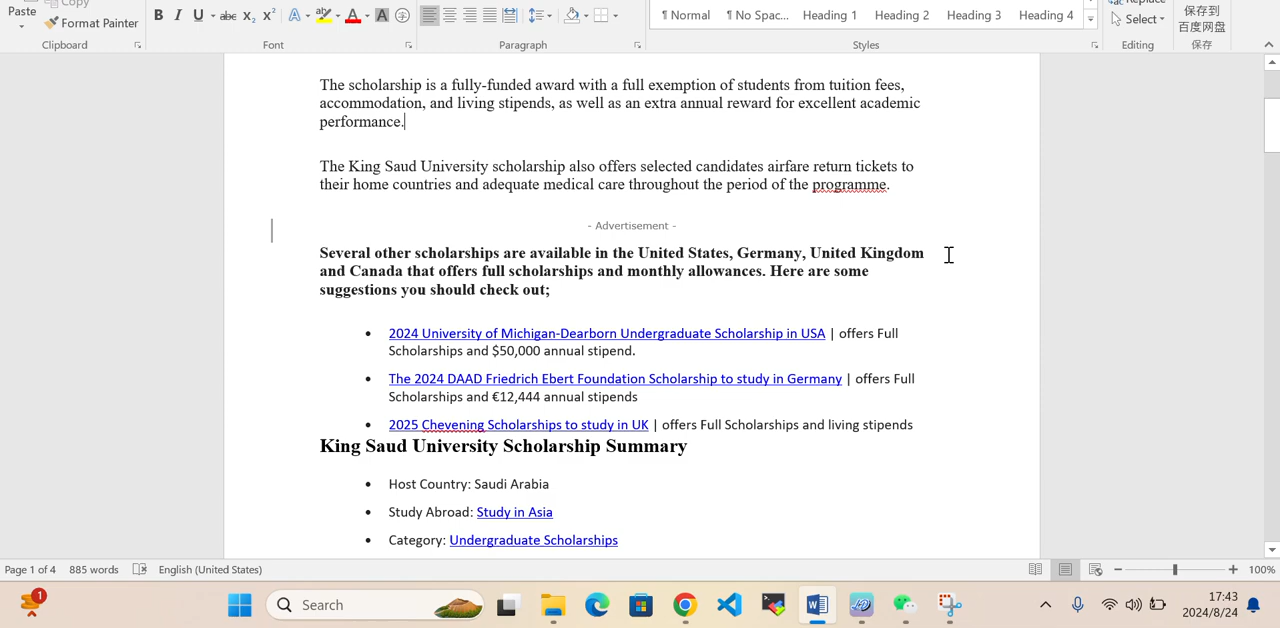 Copy
Replace
保存到
Paste
Format Painter
B I U abc X₂ X² A aby A A 字
¶ Normal ¶ No Spac... Heading 1 Heading 2 Heading 3 Heading 4
Select
百度网盘
Clipboard Font Paragraph Styles Editing 保存
The scholarship is a fully-funded award with a full exemption of students from tuition fees,
accommodation, and living stipends, as well as an extra annual reward for excellent academic
performance.
The King Saud University scholarship also offers selected candidates airfare return tickets to
their home countries and adequate medical care throughout the period of the programme.
- Advertisement -
Several other scholarships are available in the United States, Germany, United Kingdom
and Canada that offers full scholarships and monthly allowances. Here are some
suggestions you should check out;
• 2024 University of Michigan-Dearborn Undergraduate Scholarship in USA | offers Full
Scholarships and $50,000 annual stipend.
• The 2024 DAAD Friedrich Ebert Foundation Scholarship to study in Germany | offers Full
Scholarships and €12,444 annual stipends
• 2025 Chevening Scholarships to study in UK | offers Full Scholarships and living stipends
King Saud University Scholarship Summary
• Host Country: Saudi Arabia
• Study Abroad: Study in Asia
• Category: Undergraduate Scholarships
Page 1 of 4 885 words English (United States) 100%
1
Search
17:43
2024/8/24